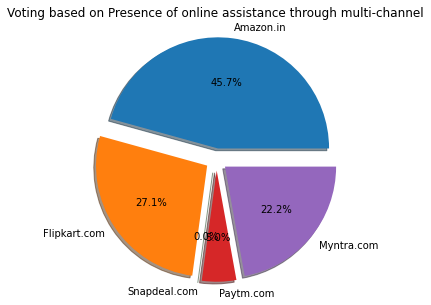 Voting based on Presence of online assistance through multi-channel
Amazon.in
45.7%
27.1%
Flipkart.com
0.0%
5.0%
22.2%
Myntra.com
Snapdeal.com
Paytm.com